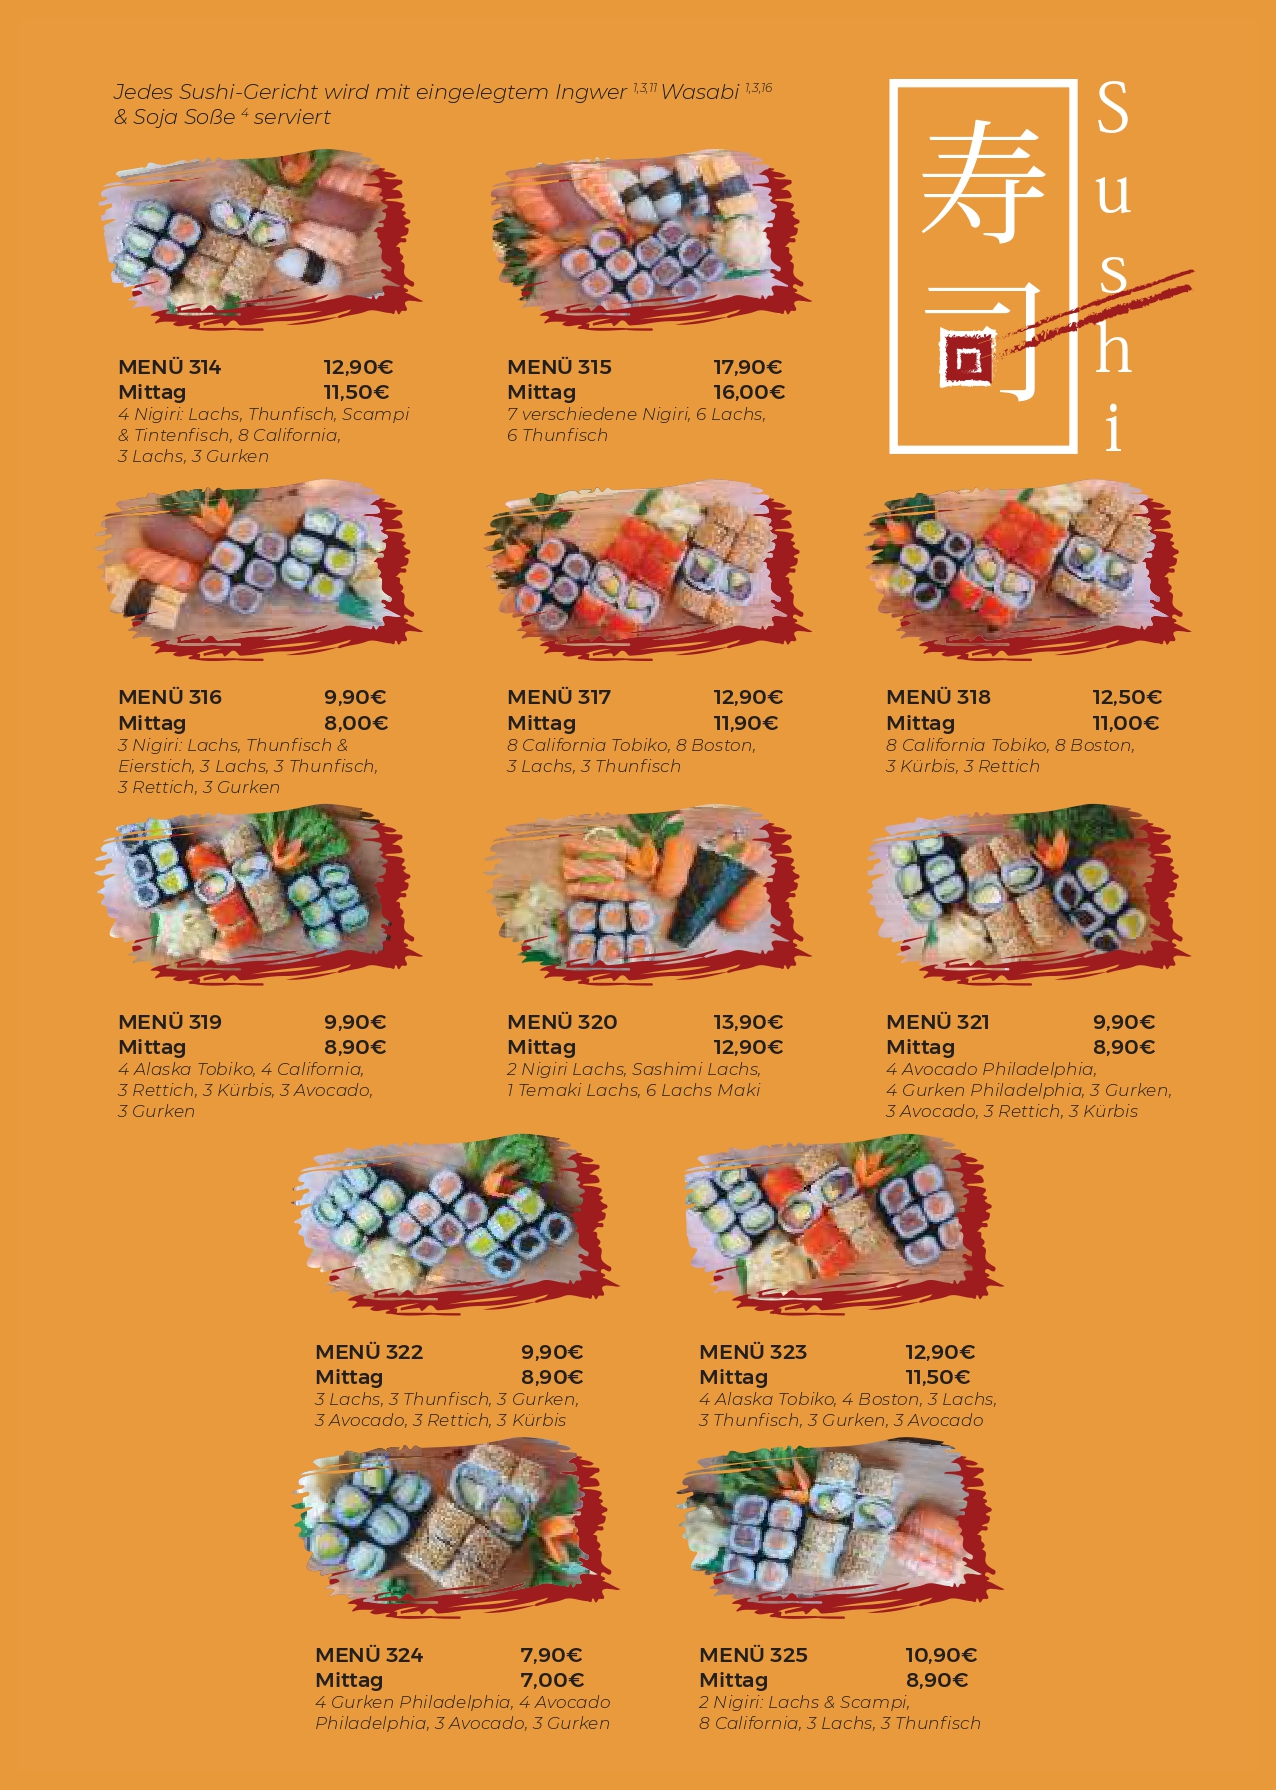 Jedes Sushi-Gericht wird mit eingelegtem Ingwer 1,3,11 Wasabi 1,3,16
& Soja Soße 4 serviert
寿司
Sushi
MENÜ 314 12,90€
Mittag 11,50€
4 Nigiri: Lachs, Thunfisch, Scampi
& Tintenfisch, 8 California,
3 Lachs, 3 Gurken
MENÜ 315 17,90€
Mittag 16,00€
7 verschiedene Nigiri, 6 Lachs,
6 Thunfisch
MENÜ 316 9,90€
Mittag 8,00€
3 Nigiri: Lachs, Thunfisch &
Eierstich, 3 Lachs, 3 Thunfisch,
3 Rettich, 3 Gurken
MENÜ 317 12,90€
Mittag 11,90€
8 California Tobiko, 8 Boston,
3 Lachs, 3 Thunfisch
MENÜ 318 12,50€
Mittag 11,00€
8 California Tobiko, 8 Boston,
3 Kürbis, 3 Rettich
MENÜ 319 9,90€
Mittag 8,90€
4 Alaska Tobiko, 4 California,
3 Rettich, 3 Kürbis, 3 Avocado,
3 Gurken
MENÜ 320 13,90€
Mittag 12,90€
2 Nigiri Lachs, Sashimi Lachs,
1 Temaki Lachs, 6 Lachs Maki
MENÜ 321 9,90€
Mittag 8,90€
4 Avocado Philadelphia,
4 Gurken Philadelphia, 3 Gurken,
3 Avocado, 3 Rettich, 3 Kürbis
MENÜ 322 9,90€
Mittag 8,90€
3 Lachs, 3 Thunfisch, 3 Gurken,
3 Avocado, 3 Rettich, 3 Kürbis
MENÜ 323 12,90€
Mittag 11,50€
4 Alaska Tobiko, 4 Boston, 3 Lachs,
3 Thunfisch, 3 Gurken, 3 Avocado
MENÜ 324 7,90€
Mittag 7,00€
4 Gurken Philadelphia, 4 Avocado
Philadelphia, 3 Avocado, 3 Gurken
MENÜ 325 10,90€
Mittag 8,90€
2 Nigiri: Lachs & Scampi,
8 California, 3 Lachs, 3 Thunfisch